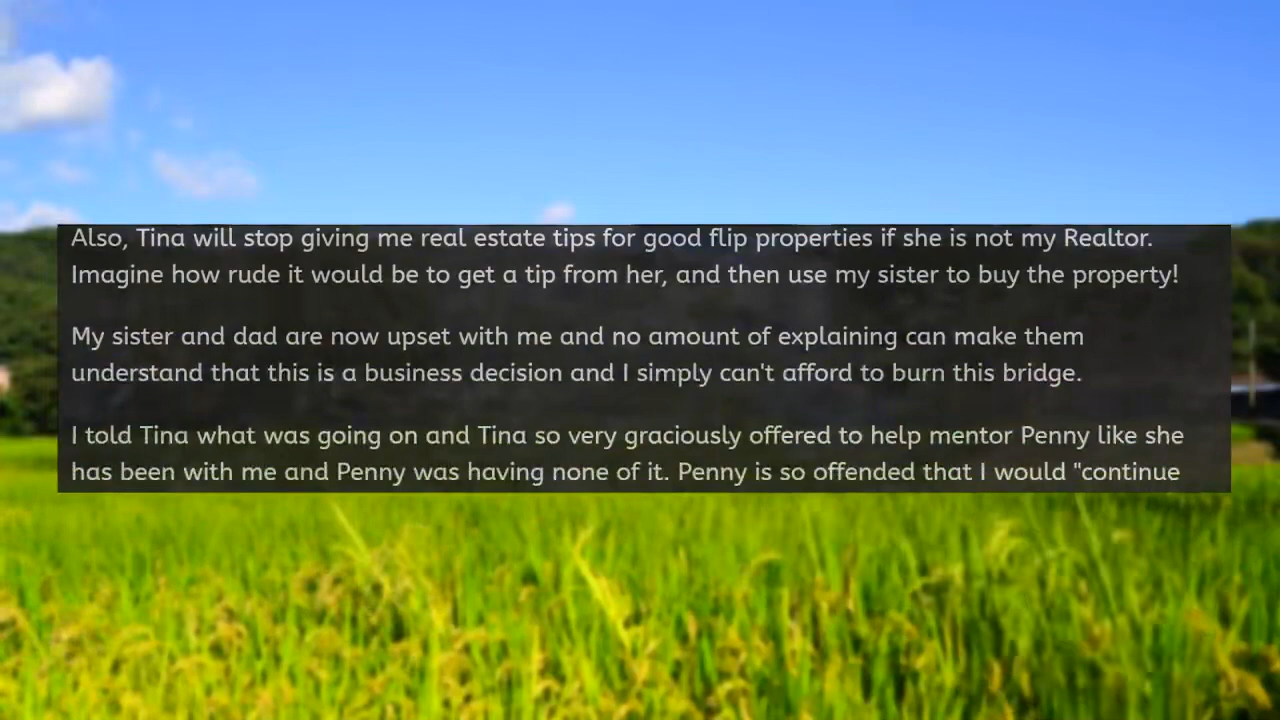 Also, Tina will stop giving me real estate tips for good flip properties if she is not my Realtor.
Imagine how rude it would be to get a tip from her, and then use my sister to buy the property!
My sister and dad are now upset with me and no amount of explaining can make them
understand that this is a business decision and I simply can't afford to burn this bridge.
I told Tina what was going on and Tina so very graciously offered to help mentor Penny like she
has been with me and Penny was having none of it. Penny is so offended that I would "continue